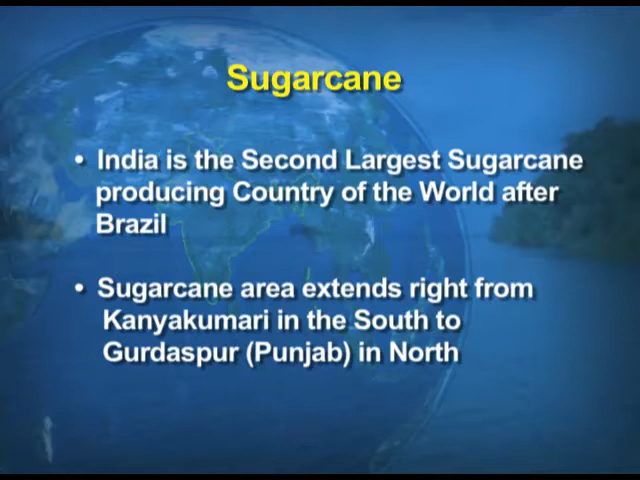 Sugarcane
• India is the Second Largest Sugarcane
producing Country of the World after
Brazil
• Sugarcane area extends right from
Kanyakumari in the South to
Gurdaspur (Punjab) in North